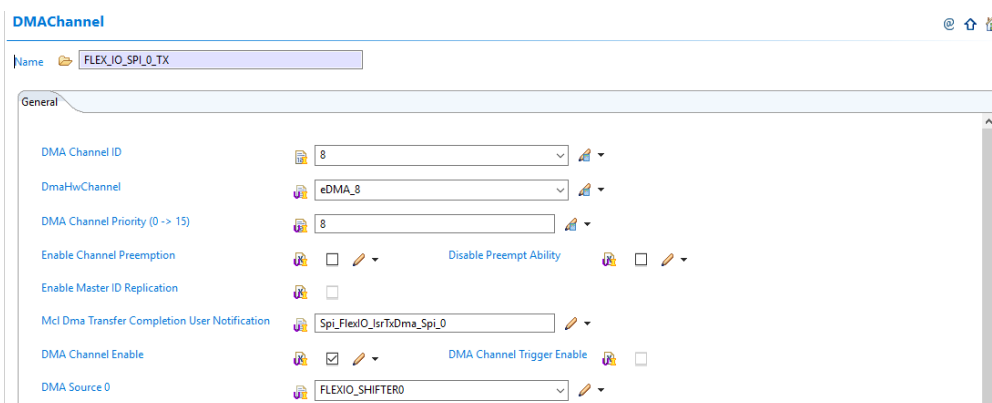 DMAChannel
Name FLEX_IO_SPI_0_TX
General
DMA Channel ID 8
DmaHwChannel eDMA_8
DMA Channel Priority (0 -> 15) 8
Enable Channel Preemption Disable Preempt Ability
Enable Master ID Replication
Mcl Dma Transfer Completion User Notification Spi_FlexIO_IsrTxDma_Spi_0
DMA Channel Enable DMA Channel Trigger Enable
DMA Source 0 FLEXIO_SHIFTER0